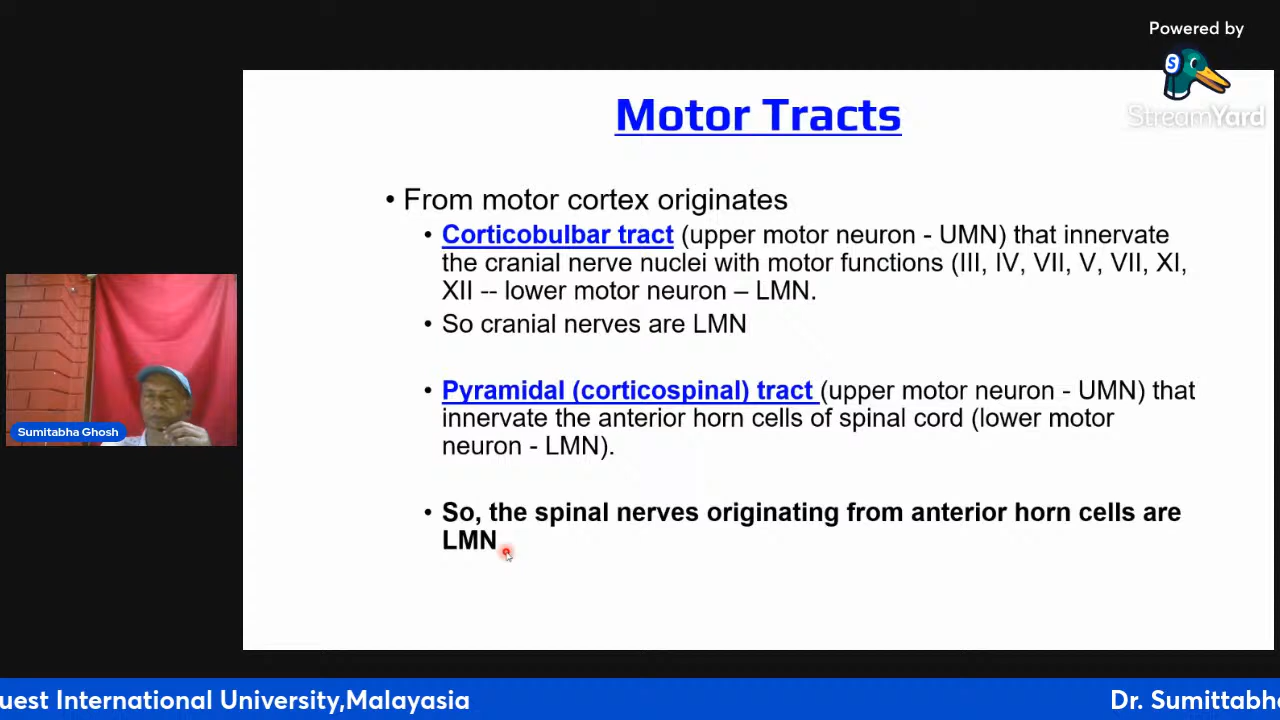 Powered by
S
StreamYard
Motor Tracts
• From motor cortex originates
• Corticobulbar tract (upper motor neuron - UMN) that innervate
the cranial nerve nuclei with motor functions (III, IV, VII, V, VII, XI,
XII -- lower motor neuron – LMN.
• So cranial nerves are LMN
• Pyramidal (corticospinal) tract (upper motor neuron - UMN) that
innervate the anterior horn cells of spinal cord (lower motor
neuron - LMN).
• So, the spinal nerves originating from anterior horn cells are
LMN
Sumitabha Ghosh
uest International University,Malayasia
Dr. Sumittabh